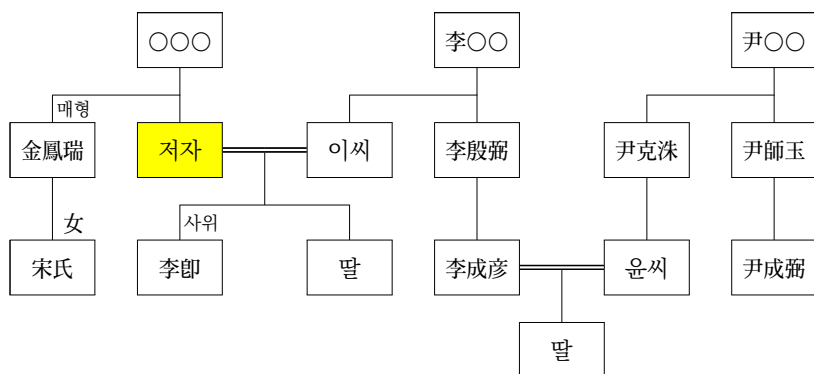 ○○○ 李○○ 尹○○
매형
金鳳瑞 저자 이씨 李殷弼 尹克洙 尹師玉
女 사위
宋氏 李卽 딸 李成彦 윤씨 尹成弼
딸